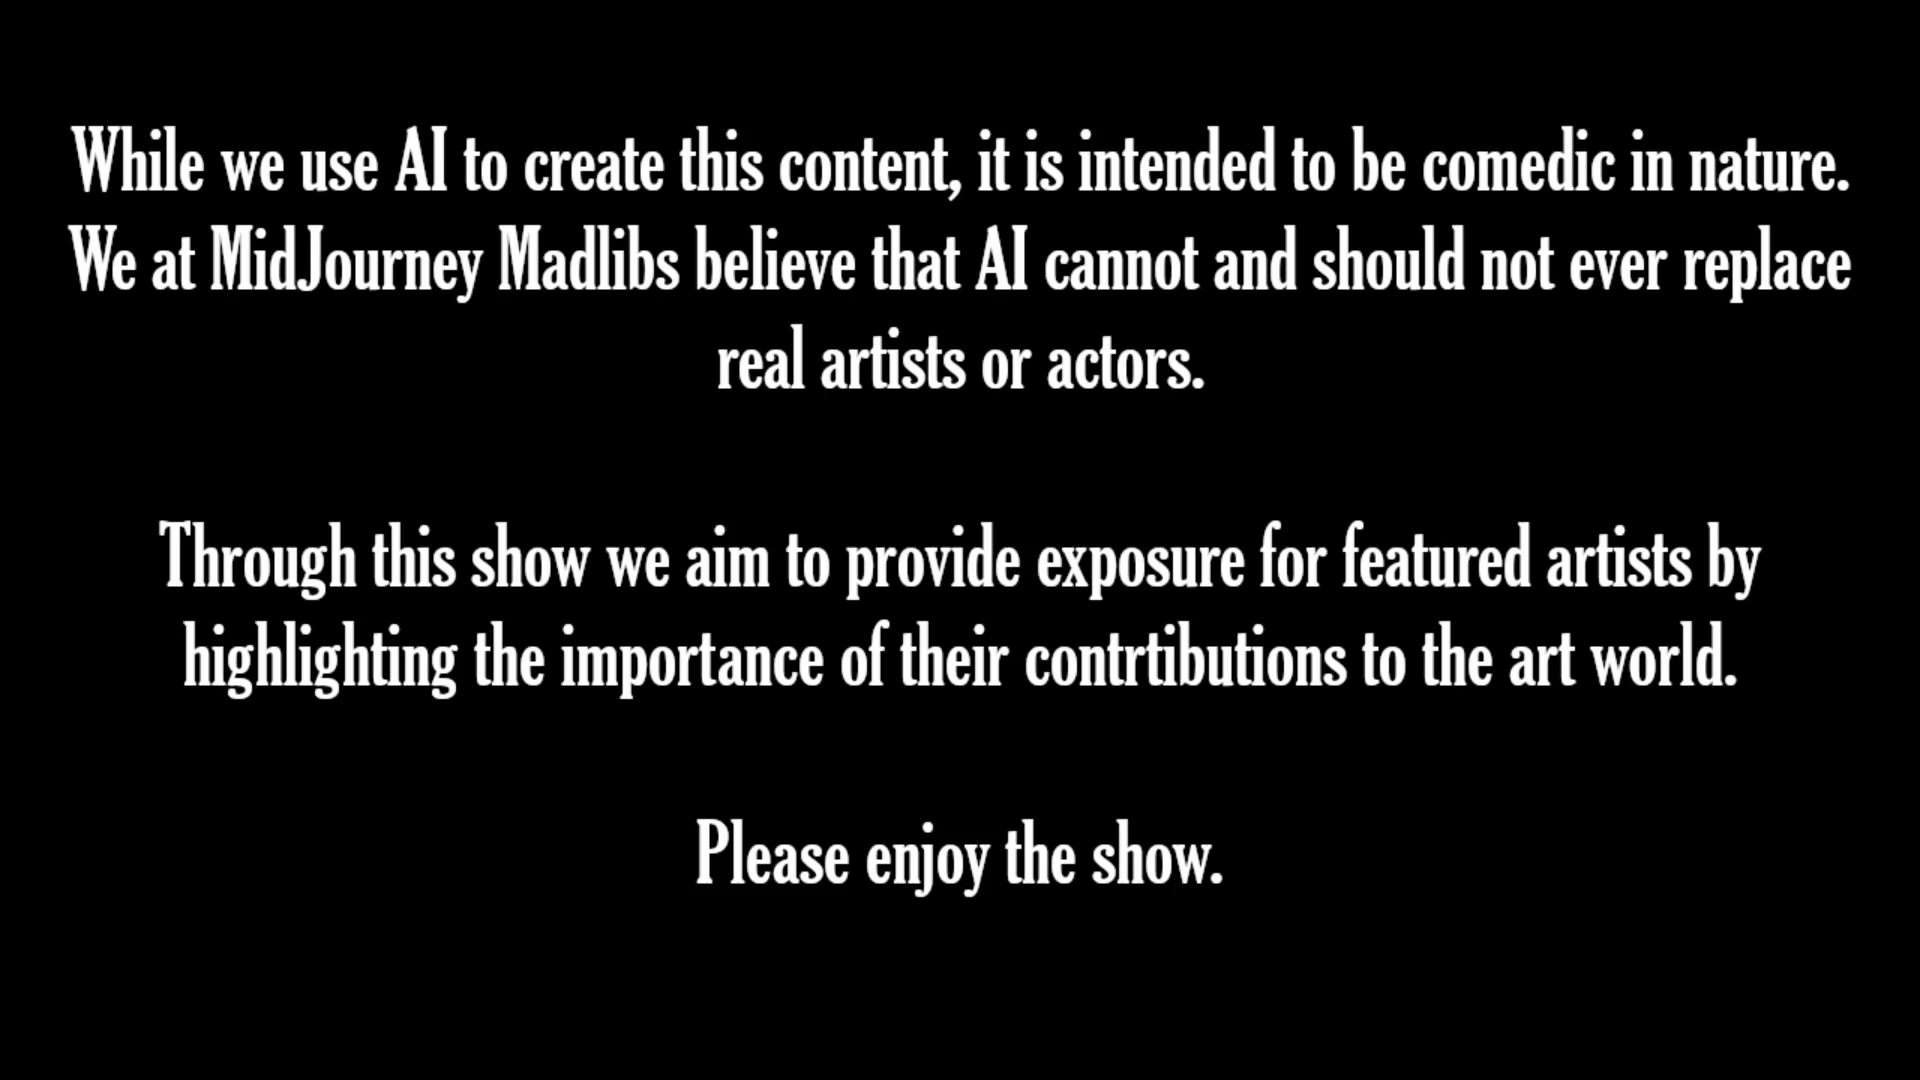 While we use AI to create this content, it is intended to be comedic in nature.
We at MidJourney Madlibs believe that AI cannot and should not ever replace
real artists or actors.
Through this show we aim to provide exposure for featured artists by
highlighting the importance of their contrtibutions to the art world.
Please enjoy the show.